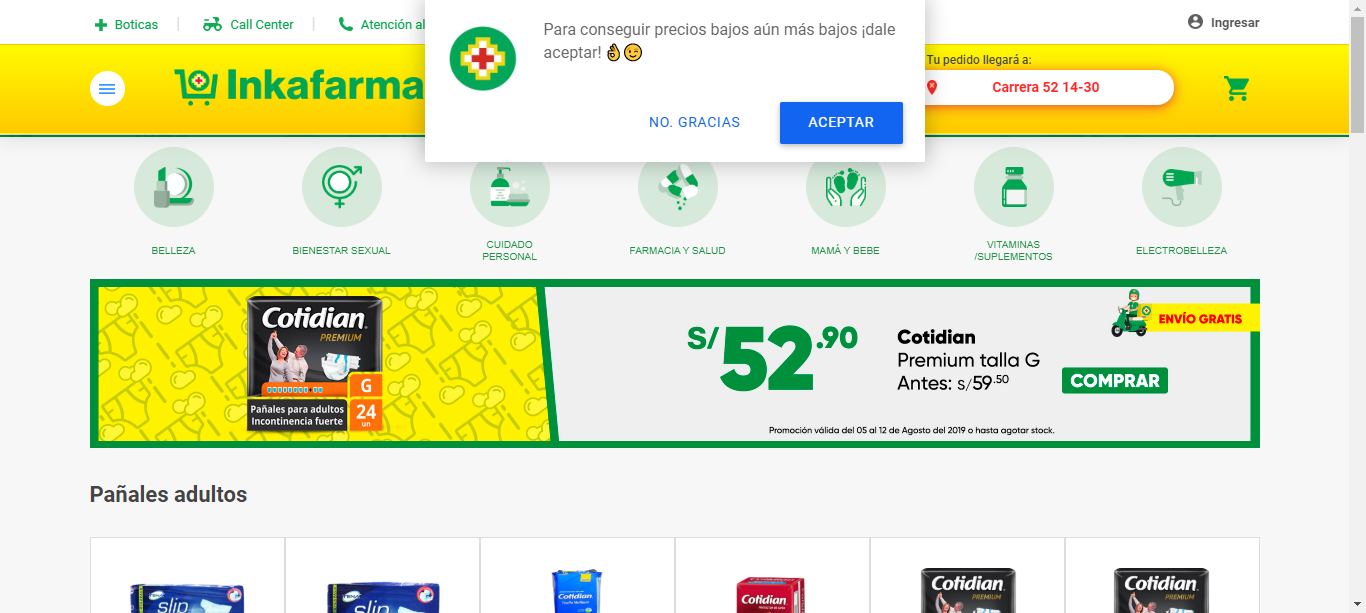 Boticas
Call Center
Atención al
Ingresar
Para conseguir precios bajos aún más bajos ¡dale
aceptar! 👌😉
NO. GRACIAS
ACEPTAR
Inkafarma
Tu pedido llegará a:
Carrera 52 14-30
BELLEZA
BIENESTAR SEXUAL
CUIDADO
PERSONAL
FARMACIA Y SALUD
MAMÁ Y BEBE
VITAMINAS
/SUPLEMENTOS
ELECTROBELLEZA
Cotidian
PREMIUM
G
24
un
Pañales para adultos
Incontinencia fuerte
S/52.90
Cotidian
Premium talla G
Antes: s/59.50
ENVÍO GRATIS
COMPRAR
Promoción válida del 05 al 12 de Agosto del 2019 o hasta agotar stock.
Pañales adultos
TENA
slip
TENA
slip
Cotidian
Cotidian
Cotidian
PREMIUM
Cotidian
PREMIUM